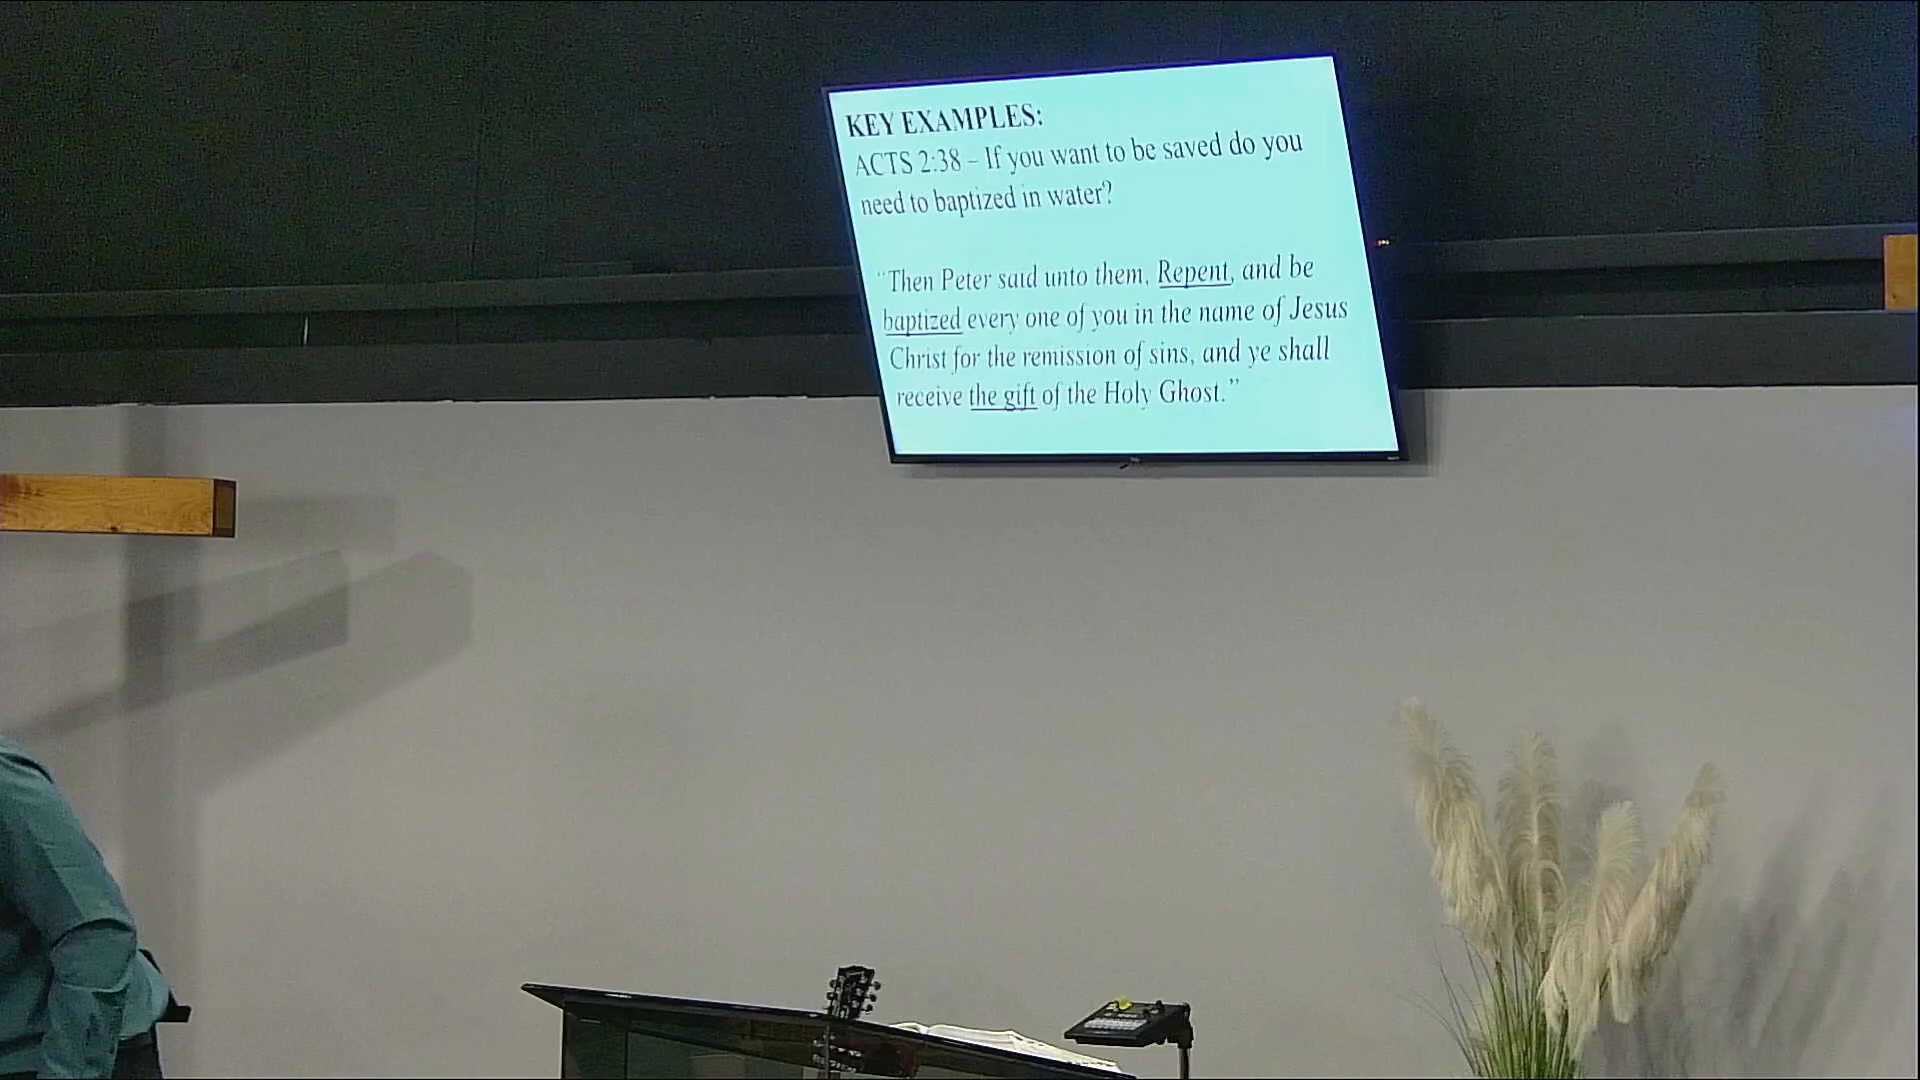 KEY EXAMPLES:
ACTS 2:38 – If you want to be saved do you
need to baptized in water?
"Then Peter said unto them, Repent, and be
baptized every one of you in the name of Jesus
Christ for the remission of sins, and ye shall
receive the gift of the Holy Ghost."